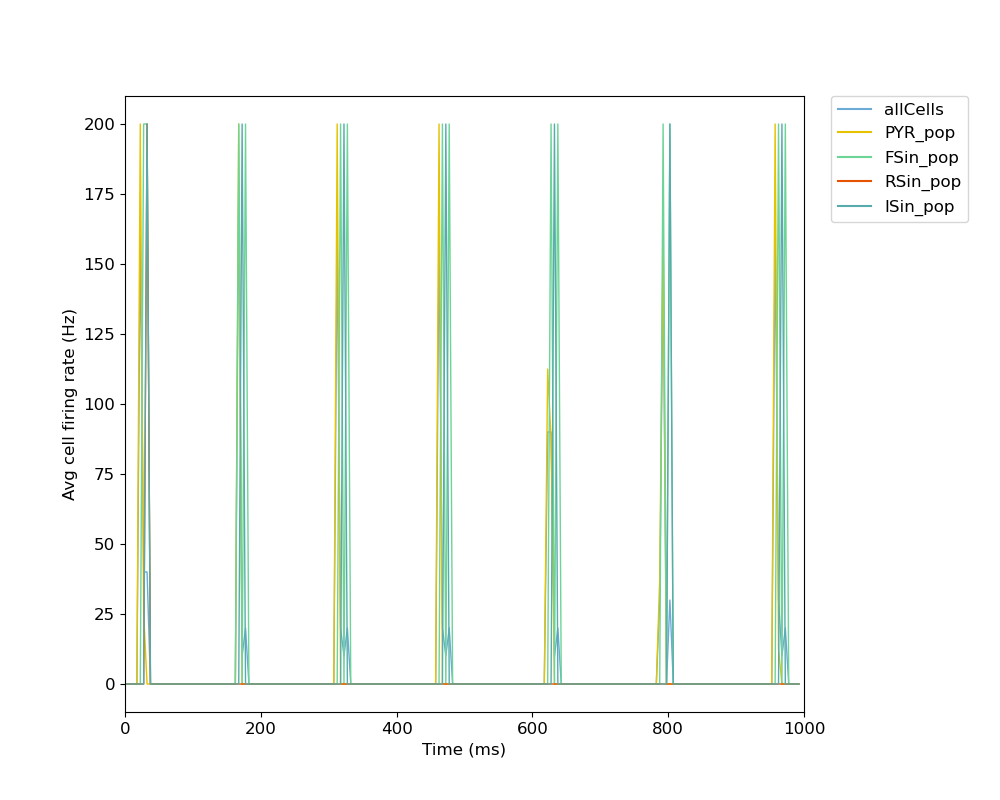 allCells
PYR_pop
FSin_pop
RSin_pop
ISin_pop
Avg cell firing rate (Hz)
200
175
150
125
100
75
50
25
0
0 200 400 600 800 1000
Time (ms)